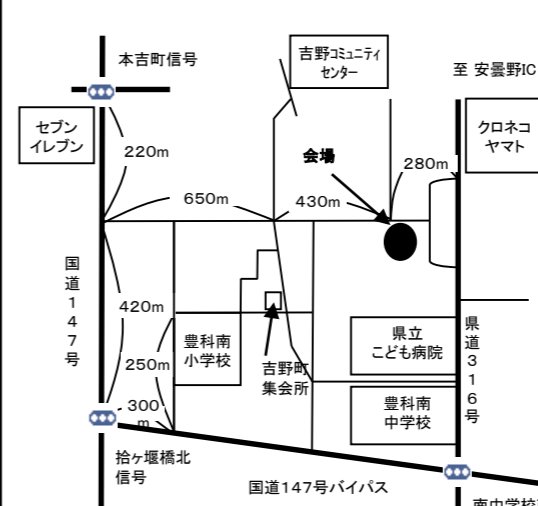 本吉町信号
吉野コミュニティ
センター
至 安曇野IC
セブン
イレブン
クロネコ
ヤマト
会場
220m
280m
650m
430m
国道147号
420m
250m
300
m
豊科南
小学校
吉野町
集会所
県立
こども病院
県道316号
豊科南
中学校
拾ヶ堰橋北
信号
国道147号バイパス
南中学校